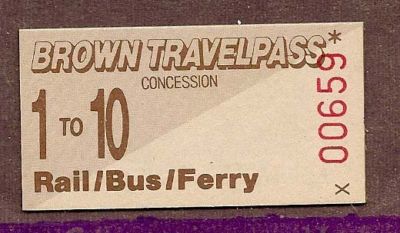 BROWN TRAVELPASS
CONCESSION
1 TO 10
Rail/Bus/Ferry
x 00659*